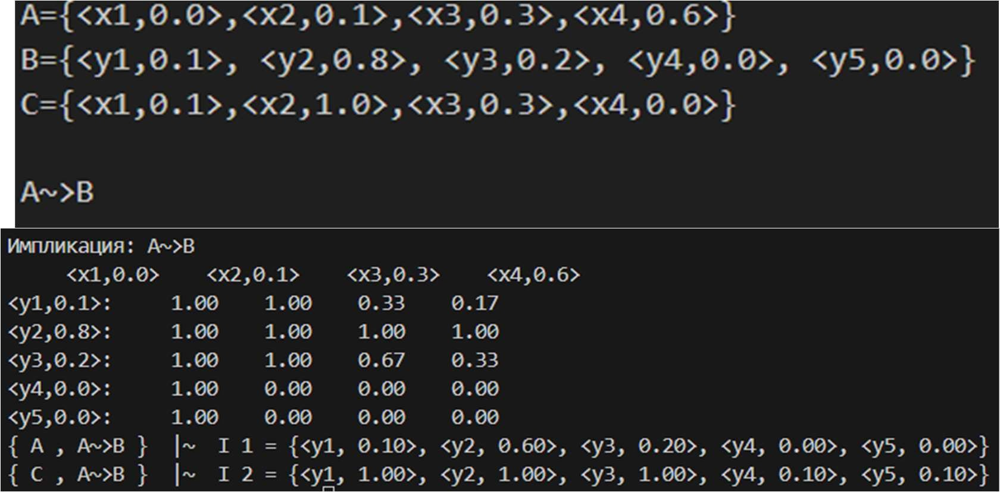 A={<x1,0.0>,<x2,0.1>,<x3,0.3>,<x4,0.6>}
B={<y1,0.1>, <y2,0.8>, <y3,0.2>, <y4,0.0>, <y5,0.0>}
C={<x1,0.1>,<x2,1.0>,<x3,0.3>,<x4,0.0>}
A~>B
Импликация: A~>B
<x1,0.0> <x2,0.1> <x3,0.3> <x4,0.6>
<y1,0.1>: 1.00 1.00 0.33 0.17
<y2,0.8>: 1.00 1.00 1.00 1.00
<y3,0.2>: 1.00 1.00 0.67 0.33
<y4,0.0>: 1.00 0.00 0.00 0.00
<y5,0.0>: 1.00 0.00 0.00 0.00
{ A , A~>B } |~ I 1 = {<y1, 0.10>, <y2, 0.60>, <y3, 0.20>, <y4, 0.00>, <y5, 0.00>}
{ C , A~>B } |~ I 2 = {<y1, 1.00>, <y2, 1.00>, <y3, 1.00>, <y4, 0.10>, <y5, 0.10>}